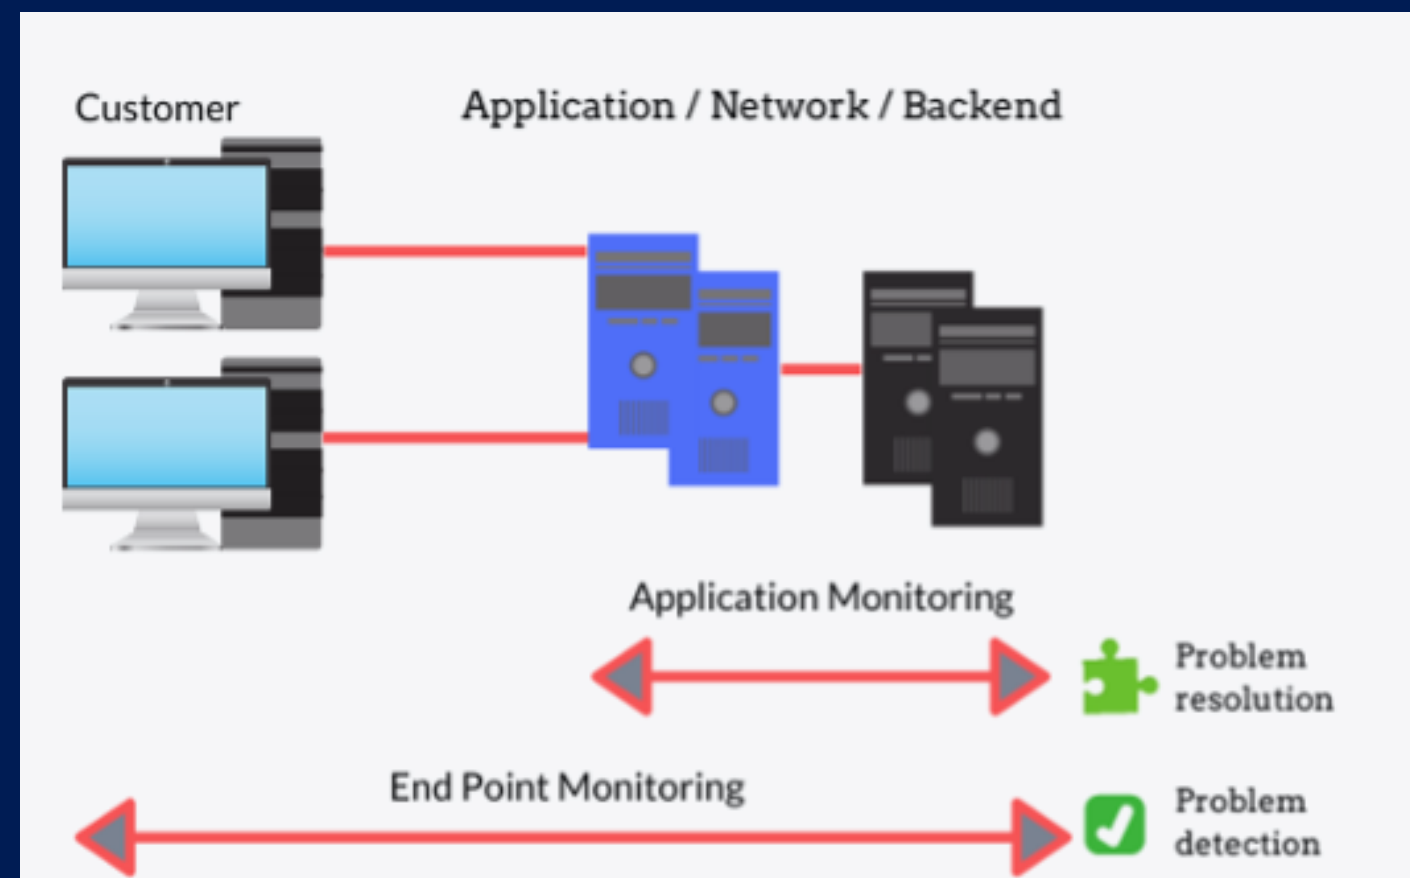 Customer
Application / Network / Backend
Application Monitoring
Problem
resolution
End Point Monitoring
Problem
detection